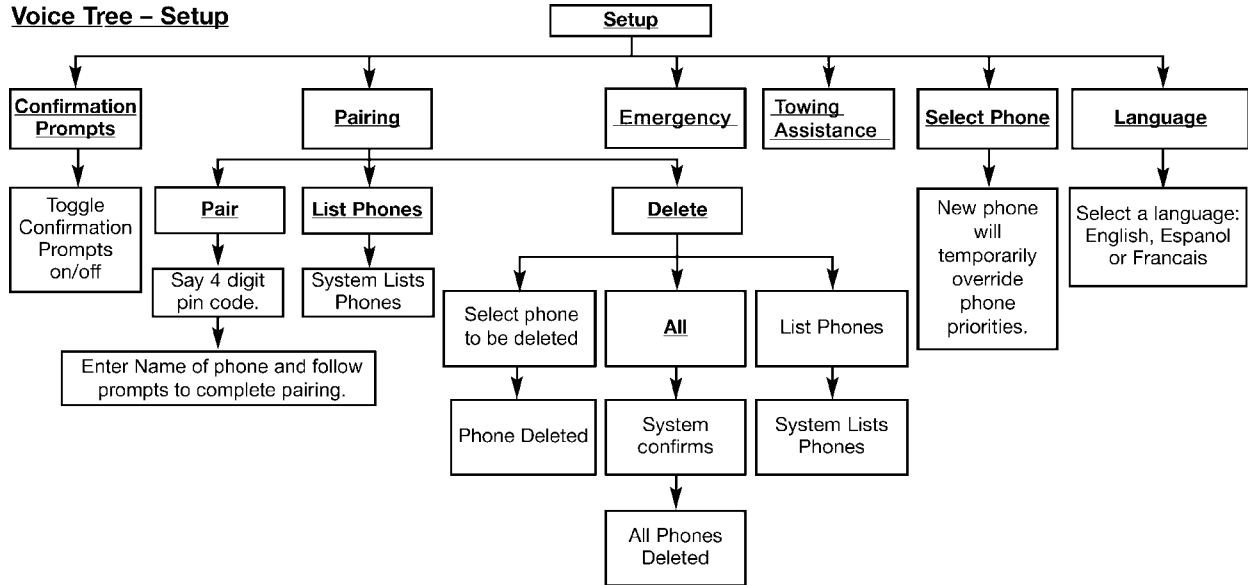 Voice Tree – Setup
Setup
Confirmation
Prompts
Pairing
Emergency
Towing
Assistance
Select Phone
Language
Toggle
Confirmation
Prompts
on/off
Pair
List Phones
Delete
New phone
will
temporarily
override
phone
priorities.
Select a language:
English, Espanol
or Francais
Say 4 digit
pin code.
System Lists
Phones
Select phone
to be deleted
All
List Phones
Enter Name of phone and follow
prompts to complete pairing.
Phone Deleted
System
confirms
System Lists
Phones
All Phones
Deleted